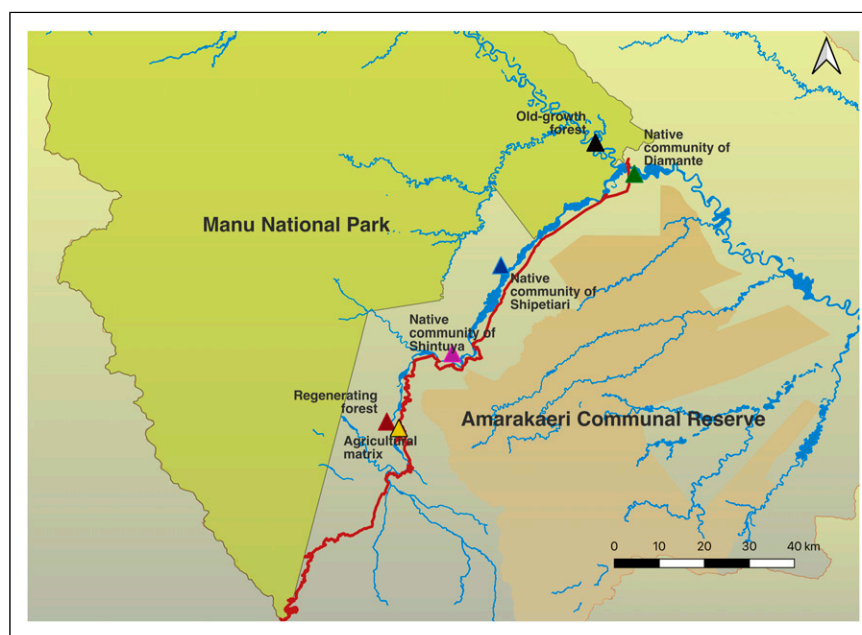 Old-growth
forest
Native
community of
Diamante
Manu National Park
Native
community of
Shipetiari
Native
community of
Shintuya
Regenerating
forest
Agricultural
matrix
Amarakaeri Communal Reserve
0 10 20 30 40 km